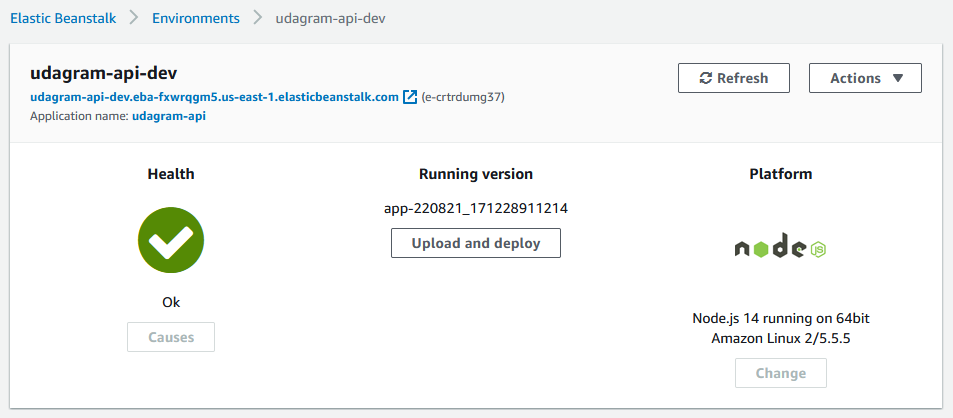 Elastic Beanstalk > Environments > udagram-api-dev
udagram-api-dev
Refresh
Actions ▼
udagram-api-dev.eba-fxwrqgm5.us-east-1.elasticbeanstalk.com (e-crtrdumg37)
Application name: udagram-api
Health
Running version
Platform
app-220821_171228911214
Upload and deploy
node JS
Ok
Causes
Node.js 14 running on 64bit
Amazon Linux 2/5.5.5
Change